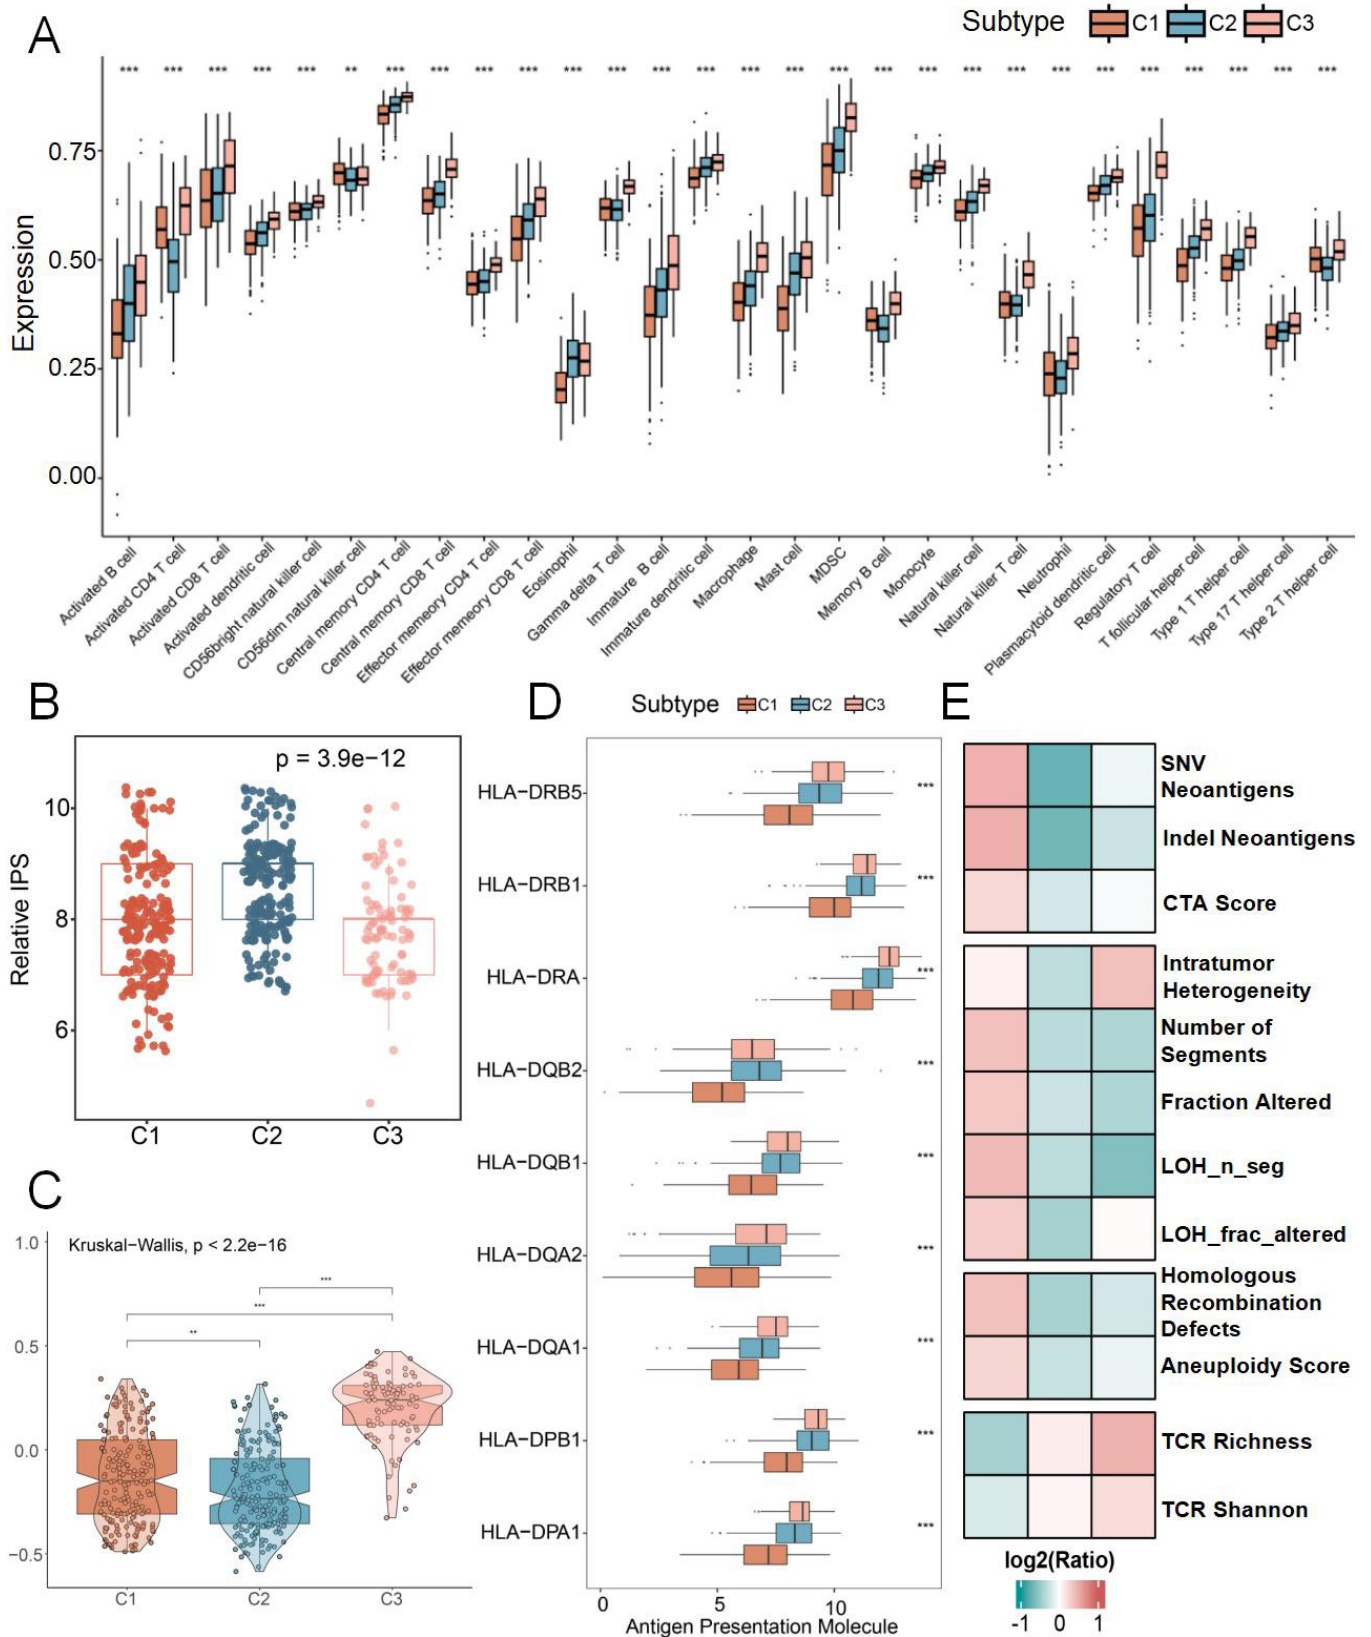 A
Subtype C1 C2 C3
*** *** *** *** *** ** *** *** *** *** *** *** *** *** *** *** *** *** *** *** *** *** *** *** *** *** *** ***
Expression
0.75
0.50
0.25
0.00
Activated B cell
Activated CD4 T cell
Activated CD8 T cell
Activated dendritic cell
CD56bright natural killer cell
CD56dim natural killer cell
Central memory CD4 T cell
Central memory CD8 T cell
Effector memory CD4 T cell
Effector memory CD8 T cell
Eosinophil
Gamma delta T cell
Immature B cell
Immature dendritic cell
Macrophage
Mast cell
MDSC
Memory B cell
Monocyte
Natural killer cell
Natural killer T cell
Neutrophil
Plasmacytoid dendritic cell
Regulatory T cell
T follicular helper cell
Type 1 T helper cell
Type 17 T helper cell
Type 2 T helper cell
B
p = 3.9e−12
Relative IPS
10
8
6
C1 C2 C3
C
Kruskal−Wallis, p < 2.2e−16
***
***
**
1.0
0.5
0.0
−0.5
C1 C2 C3
D
Subtype C1 C2 C3
HLA−DRB5 ***
HLA−DRB1 ***
HLA−DRA ***
HLA−DQB2 ***
HLA−DQB1 ***
HLA−DQA2 ***
HLA−DQA1 ***
HLA−DPB1 ***
HLA−DPA1 ***
0 5 10
Antigen Presentation Molecule
E
SNV
Neoantigens
Indel Neoantigens
CTA Score
Intratumor
Heterogeneity
Number of
Segments
Fraction Altered
LOH_n_seg
LOH_frac_altered
Homologous
Recombination
Defects
Aneuploidy Score
TCR Richness
TCR Shannon
log2(Ratio)
-1 0 1